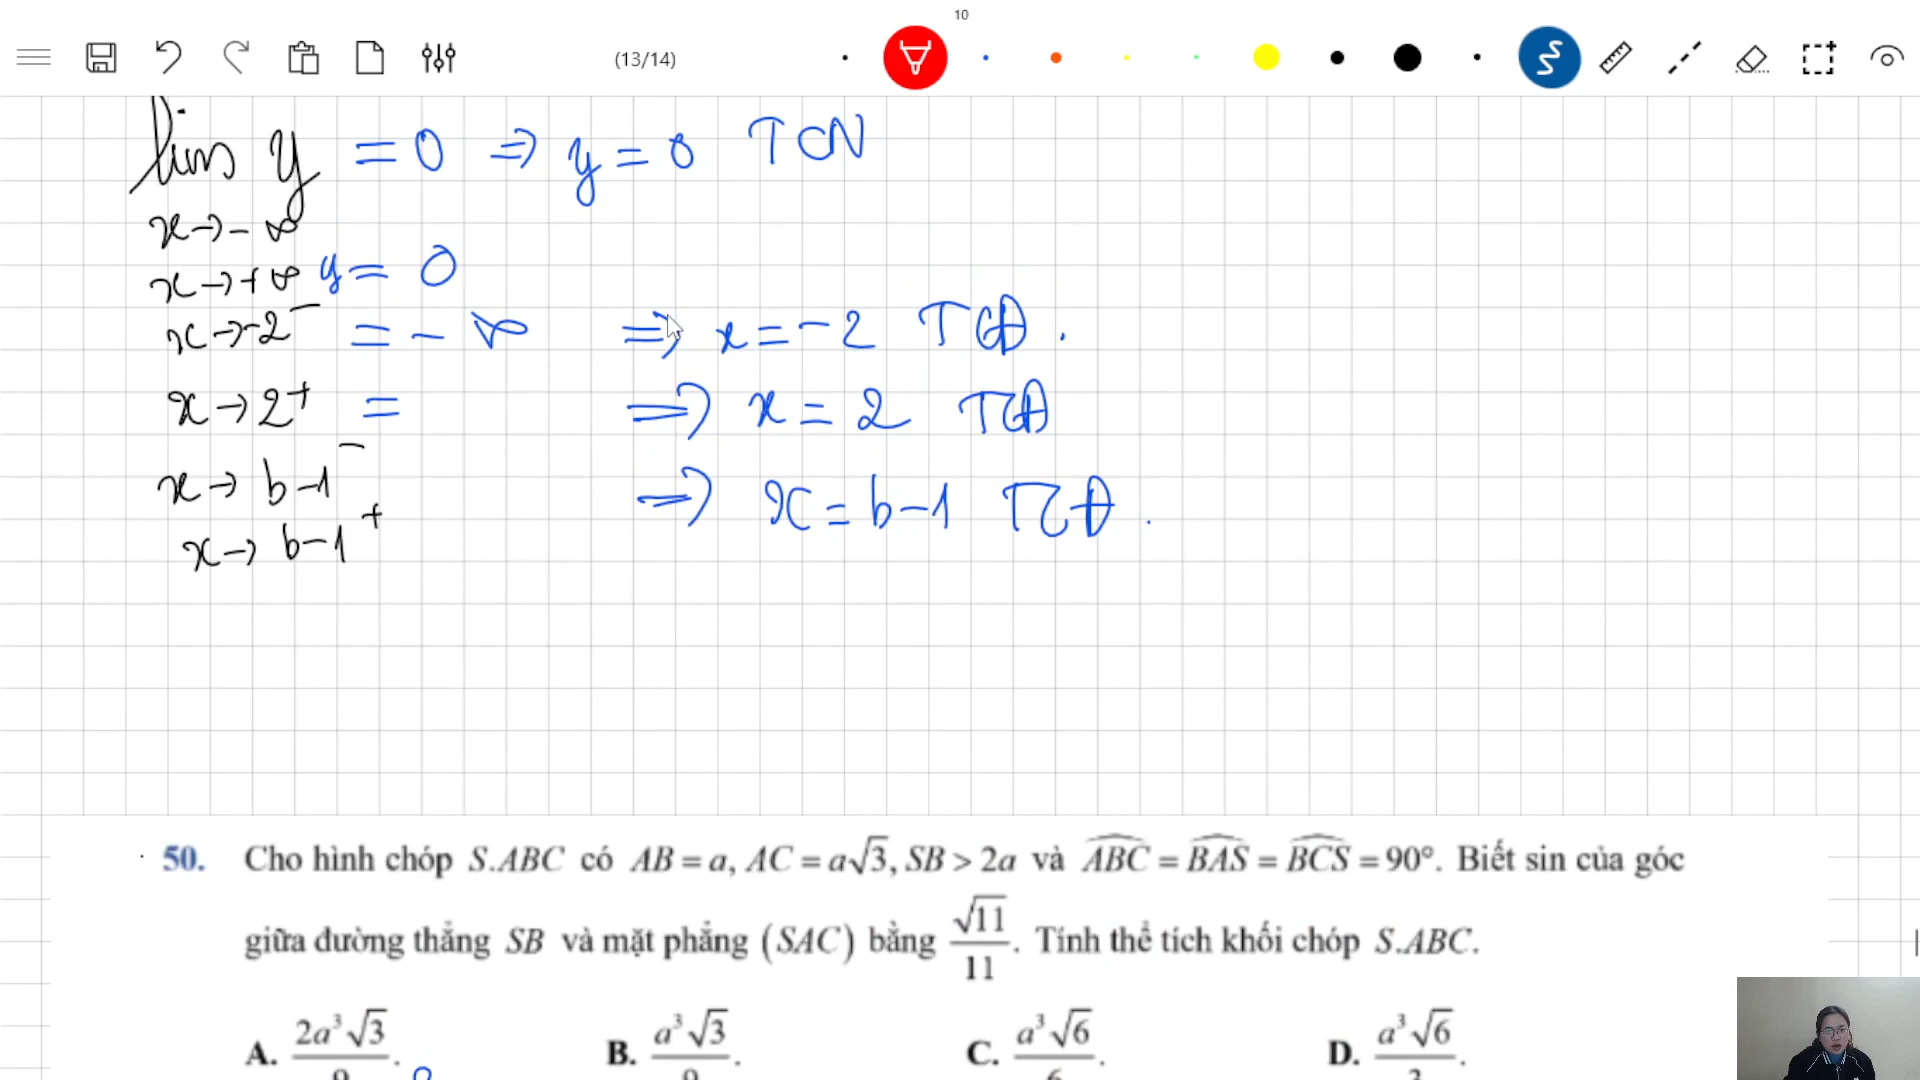 10
(13/14)
lim y = 0 ⇒ y = 0 TCN
x → - ∞
x → + ∞ y = 0
x → -2⁻ = - ∞ ⇒ x = -2 TCĐ.
x → 2⁺ = ⇒ x = 2 TCĐ
x → b-1⁻ ⇒ x = b-1 TCĐ.
x → b-1⁺
50. Cho hình chóp S.ABC có AB = a, AC = a√3, SB > 2a và ABC = BAS = BCS = 90°. Biết sin của góc
giữa đường thẳng SB và mặt phẳng (SAC) bằng √11/11. Tính thể tích khối chóp S.ABC.
A. 2a³√3/9. B. a³√3/9. C. a³√6/6. D. a³√6/3.